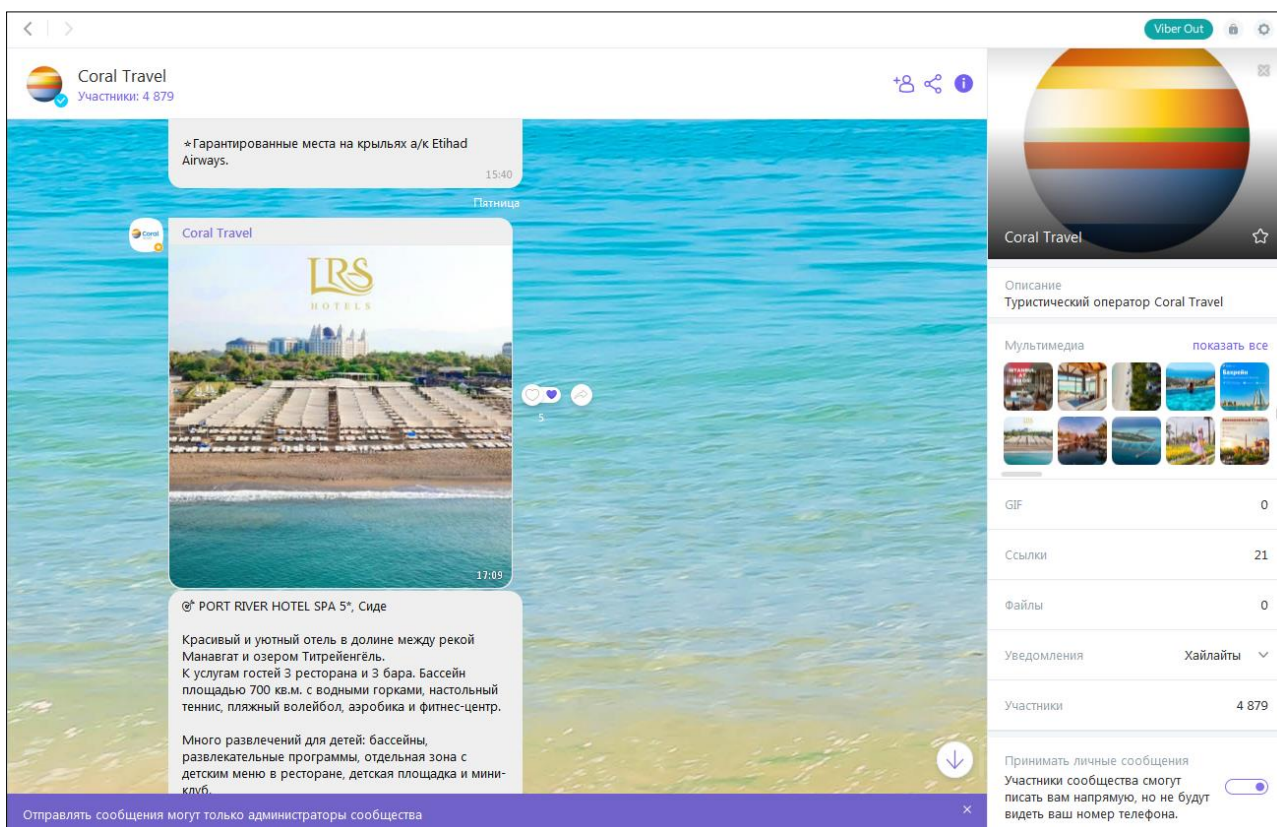 Viber Out
Coral Travel
Участники: 4 879
✭Гарантированные места на крыльях а/к Etihad
Airways.
15:40
Пятница
Coral
Coral Travel
LRS
HOTELS
17:09
5
PORT RIVER HOTEL SPA 5*, Сиде
Красивый и уютный отель в долине между рекой
Манавгат и озером Титрейенгёль.
К услугам гостей 3 ресторана и 3 бара. Бассейн
площадью 700 кв.м. с водными горками, настольный
теннис, пляжный волейбол, аэробика и фитнес-центр.
Много развлечений для детей: бассейны,
развлекательные программы, отдельная зона с
детским меню в ресторане, детская площадка и мини-
клуб.
Отправлять сообщения могут только администраторы сообщества
Coral Travel
Описание
Туристический оператор Coral Travel
Мультимедиа
показать все
Бахрейн
GIF
0
Ссылки
21
Файлы
0
Уведомления
Хайлайты
Участники
4 879
Принимать личные сообщения
Участники сообщества смогут
писать вам напрямую, но не будут
видеть ваш номер телефона.